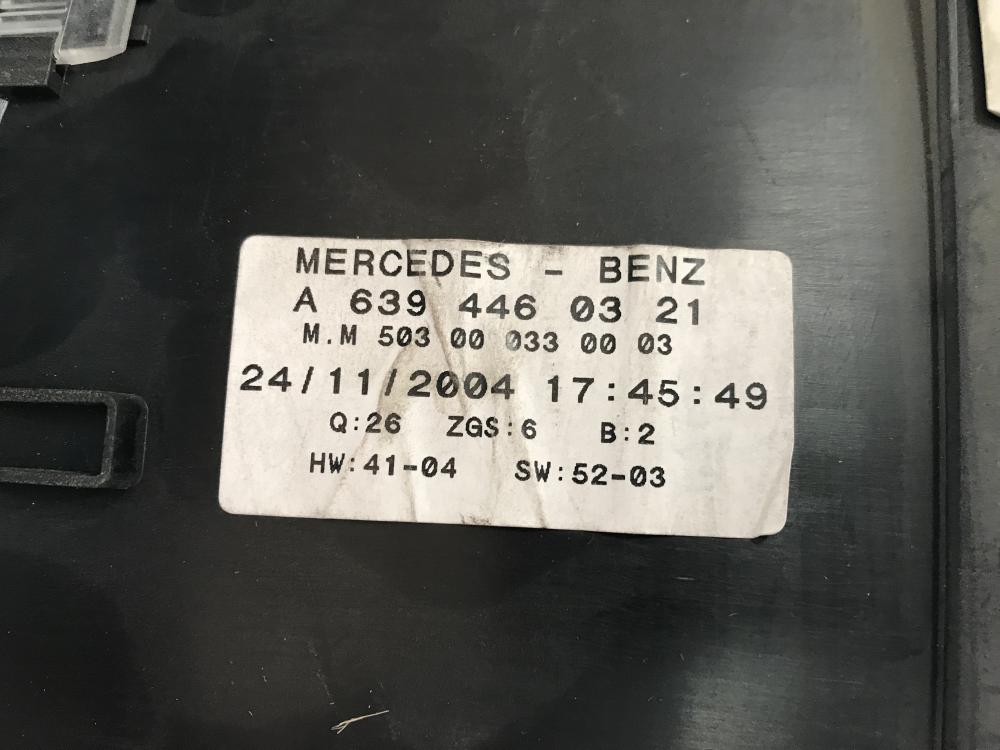 MERCEDES - BENZ
A 639 446 03 21
M.M 503 00 033 00 03
24/11/2004 17:45:49
Q:26 ZGS:6 B:2
HW:41-04 SW:52-03